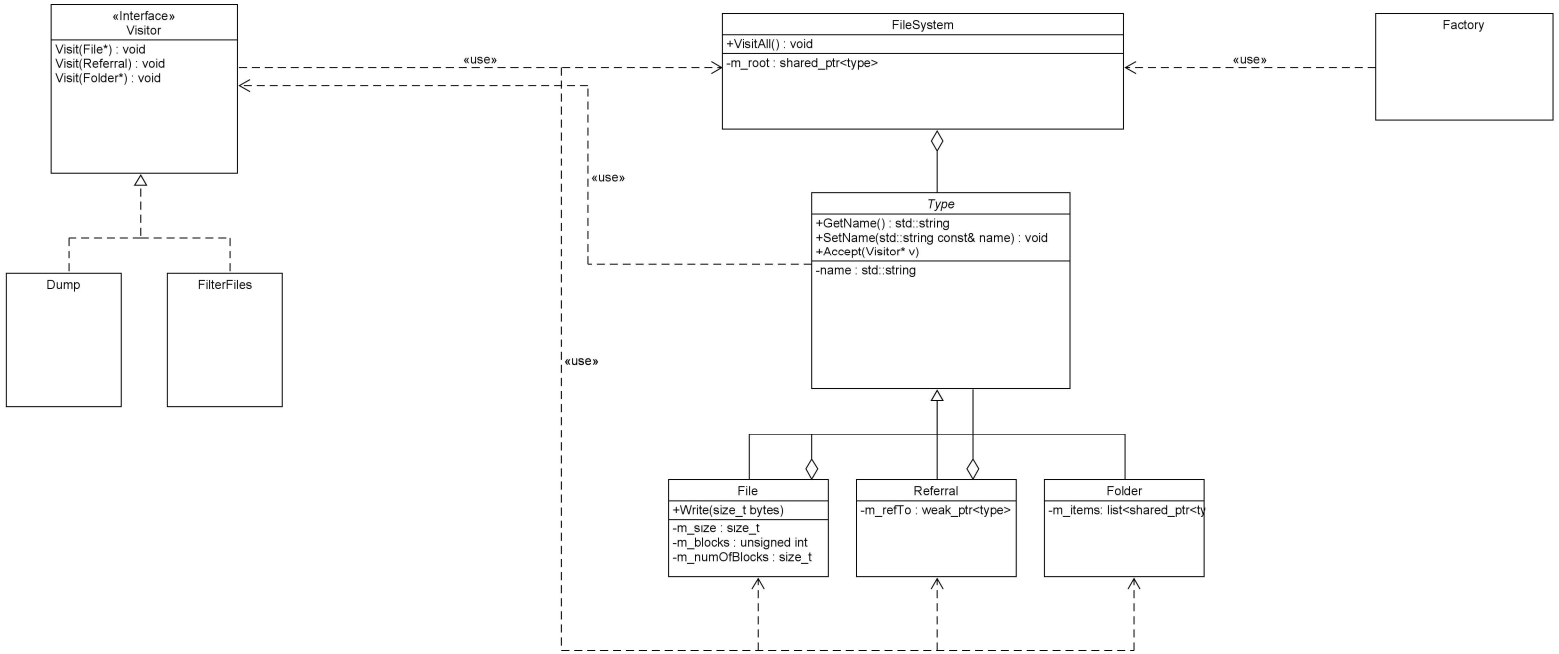 «Interface»
Visitor
Visit(File*) : void
Visit(Referral) : void
Visit(Folder*) : void
«use»
FileSystem
+VisitAll() : void
-m_root : shared_ptr<type>
«use»
Factory
«use»
Type
+GetName() : std::string
+SetName(std::string const& name) : void
+Accept(Visitor* v)
-name : std::string
Dump
FilterFiles
«use»
File
+Write(size_t bytes)
-m_size : size_t
-m_blocks : unsigned int
-m_numOfBlocks : size_t
Referral
-m_refTo : weak_ptr<type>
Folder
-m_items: list<shared_ptr<ty